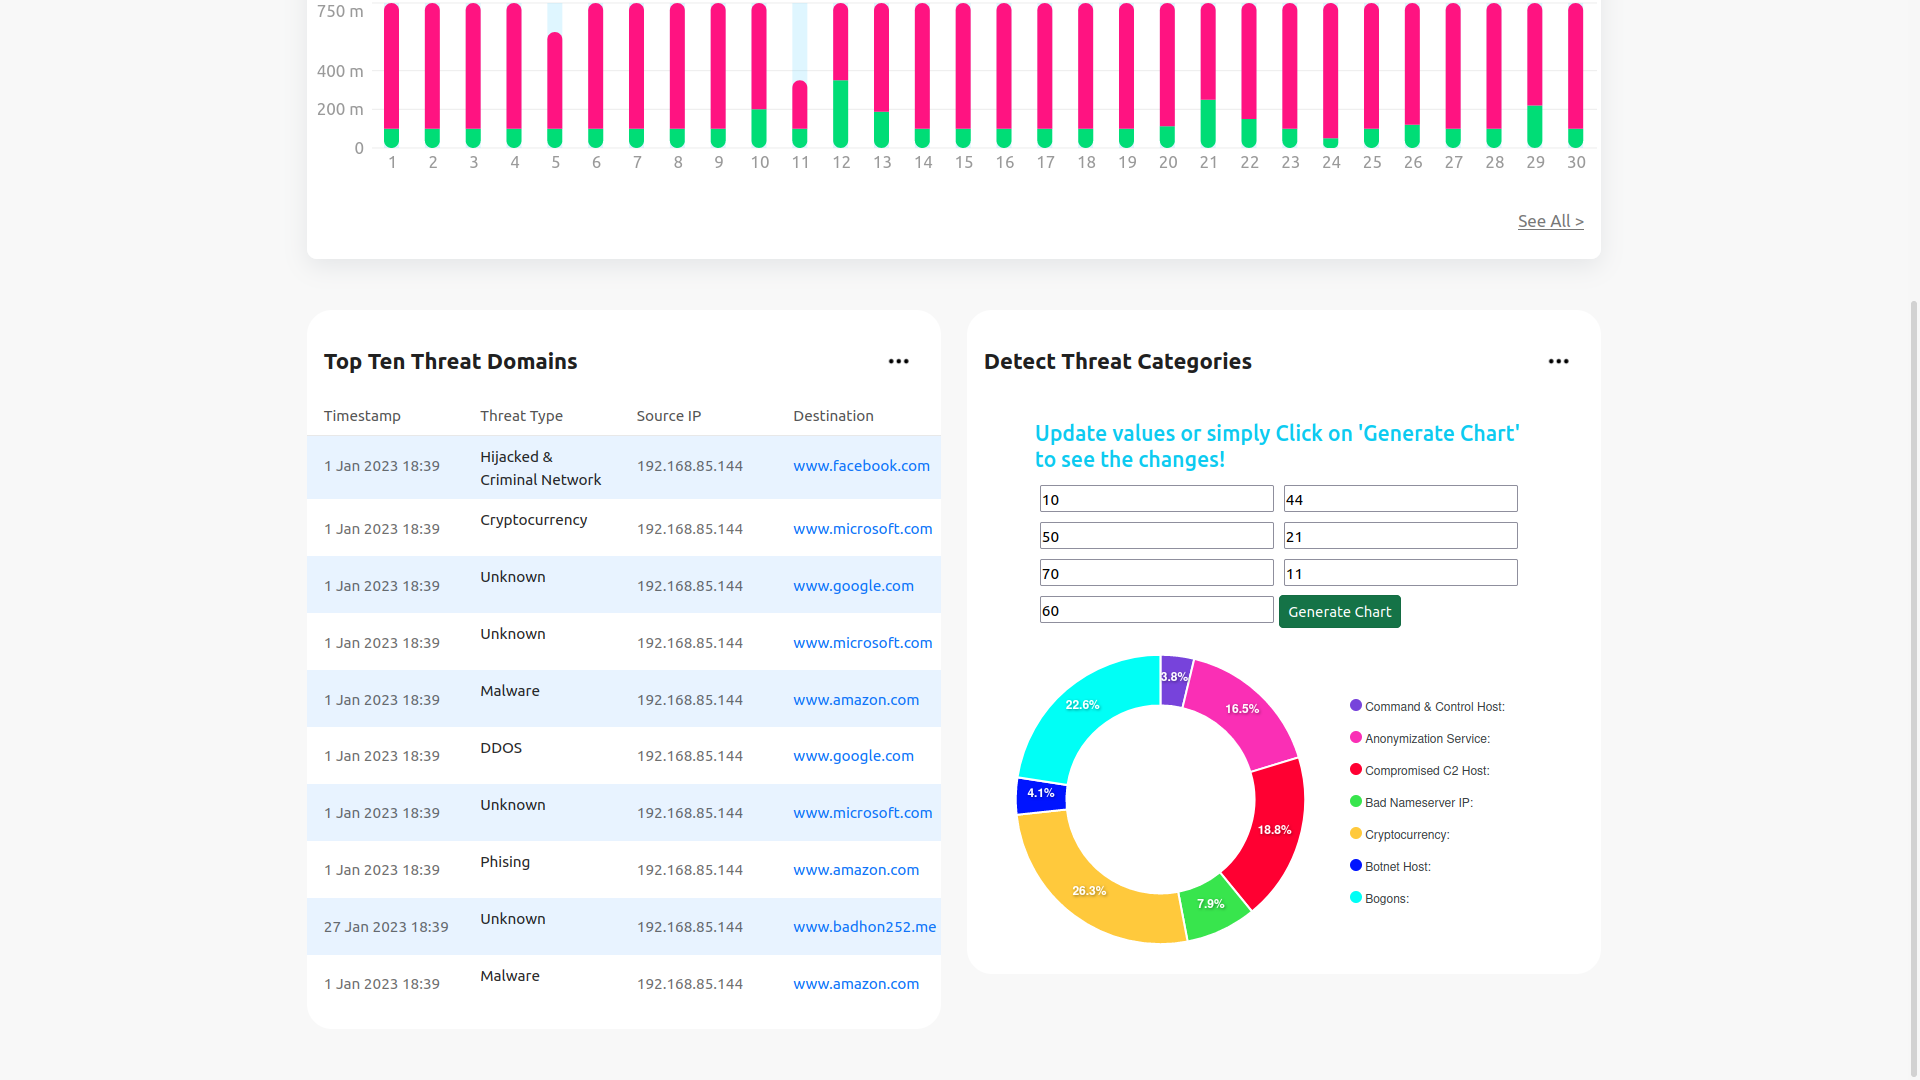 750 m
400 m
200 m
0
1 2 3 4 5 6 7 8 9 10 11 12 13 14 15 16 17 18 19 20 21 22 23 24 25 26 27 28 29 30
See All >
Top Ten Threat Domains
Timestamp Threat Type Source IP Destination
1 Jan 2023 18:39 Hijacked & Criminal Network 192.168.85.144 www.facebook.com
1 Jan 2023 18:39 Cryptocurrency 192.168.85.144 www.microsoft.com
1 Jan 2023 18:39 Unknown 192.168.85.144 www.google.com
1 Jan 2023 18:39 Unknown 192.168.85.144 www.microsoft.com
1 Jan 2023 18:39 Malware 192.168.85.144 www.amazon.com
1 Jan 2023 18:39 DDOS 192.168.85.144 www.google.com
1 Jan 2023 18:39 Unknown 192.168.85.144 www.microsoft.com
1 Jan 2023 18:39 Phising 192.168.85.144 www.amazon.com
27 Jan 2023 18:39 Unknown 192.168.85.144 www.badhon252.me
1 Jan 2023 18:39 Malware 192.168.85.144 www.amazon.com
Detect Threat Categories
Update values or simply Click on 'Generate Chart'
to see the changes!
10 44
50 21
70 11
60 Generate Chart
3.8%
16.5%
18.8%
7.9%
26.3%
4.1%
22.6%
Command & Control Host:
Anonymization Service:
Compromised C2 Host:
Bad Nameserver IP:
Cryptocurrency:
Botnet Host:
Bogons: